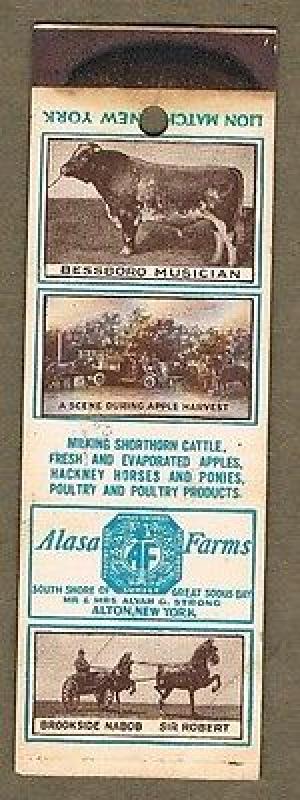 LION MATCH NEW YORK
BESSBORO MUSICIAN
A SCENE DURING APPLE HARVEST
MILKING SHORTHORN CATTLE,
FRESH AND EVAPORATED APPLES,
HACKNEY HORSES AND PONIES,
POULTRY AND POULTRY PRODUCTS.
Alasa AF Farms
SOUTH SHORE OF GREAT SODUS BAY
MR & MRS ALVAH G. STRONG
ALTON, NEW YORK
BROOKSIDE NABOB SIR ROBERT